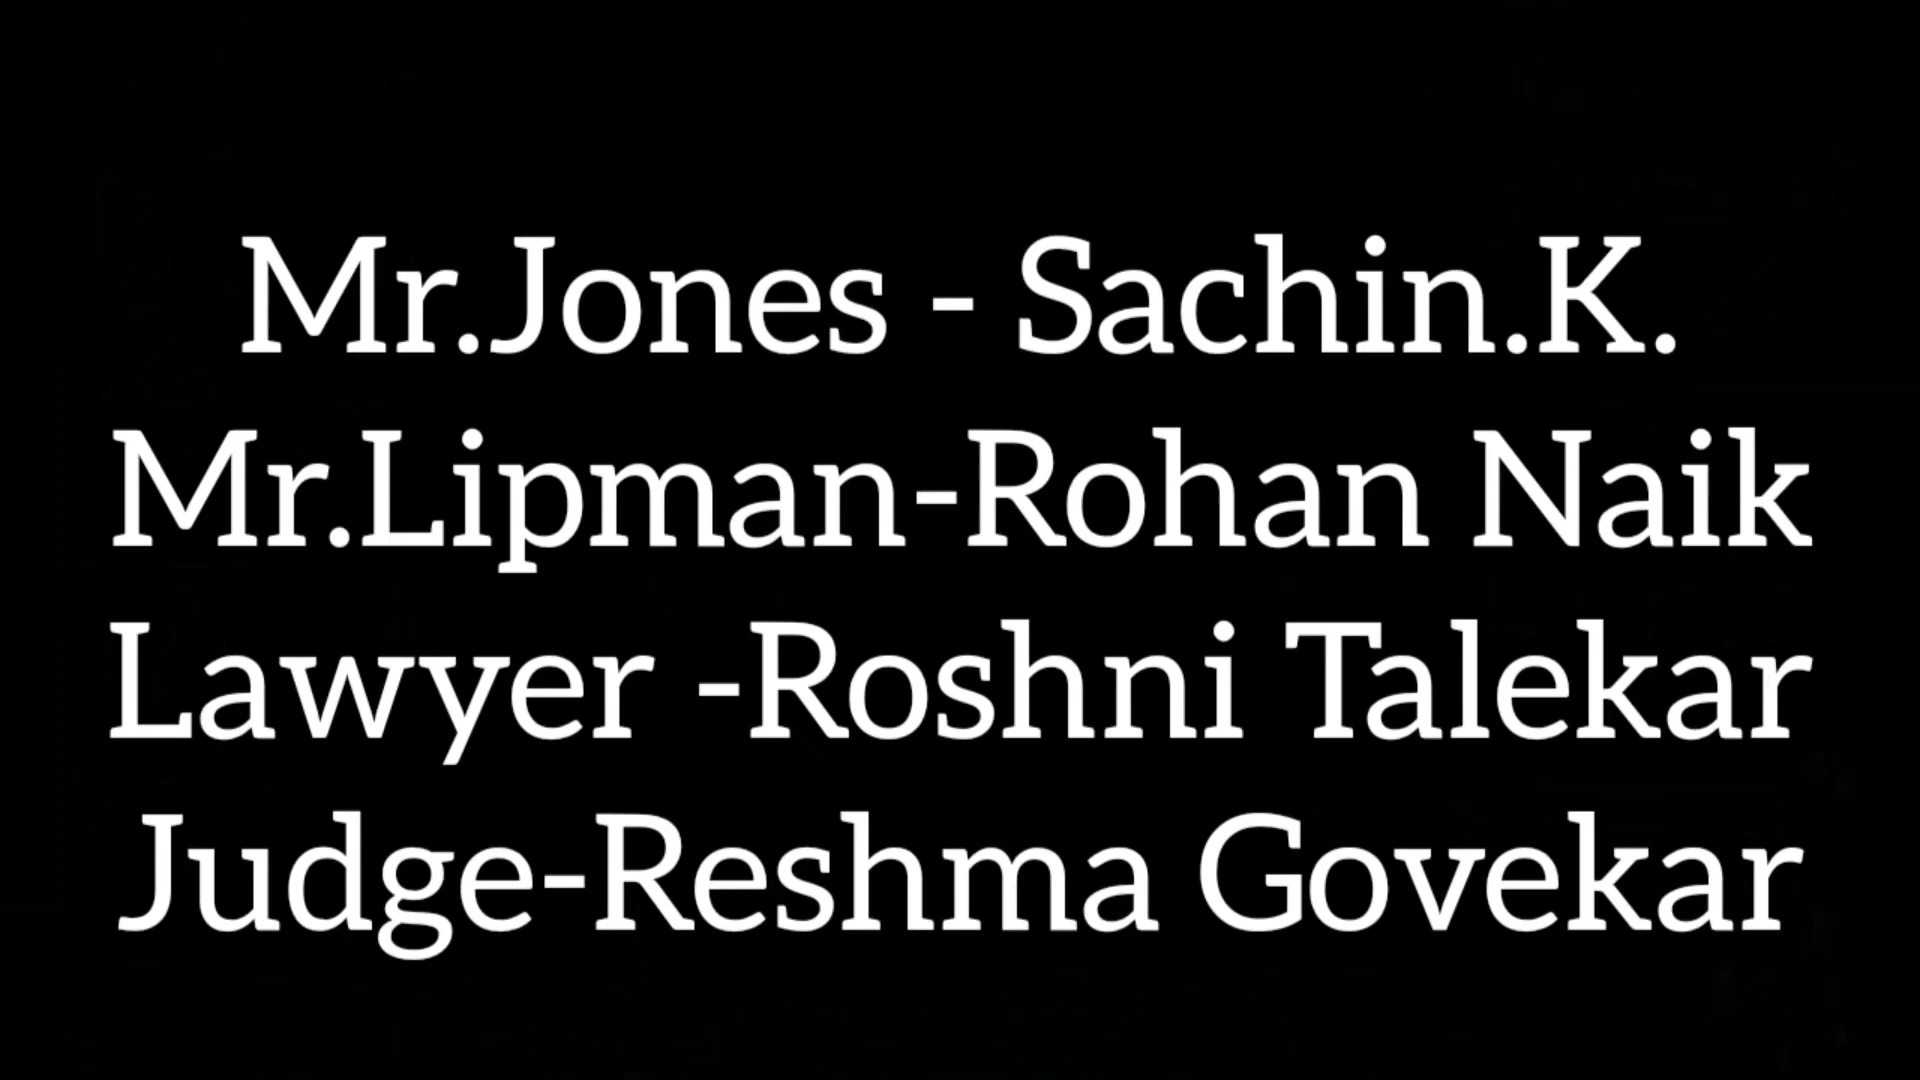 Mr.Jones - Sachin.K.
Mr.Lipman-Rohan Naik
Lawyer -Roshni Talekar
Judge-Reshma Govekar